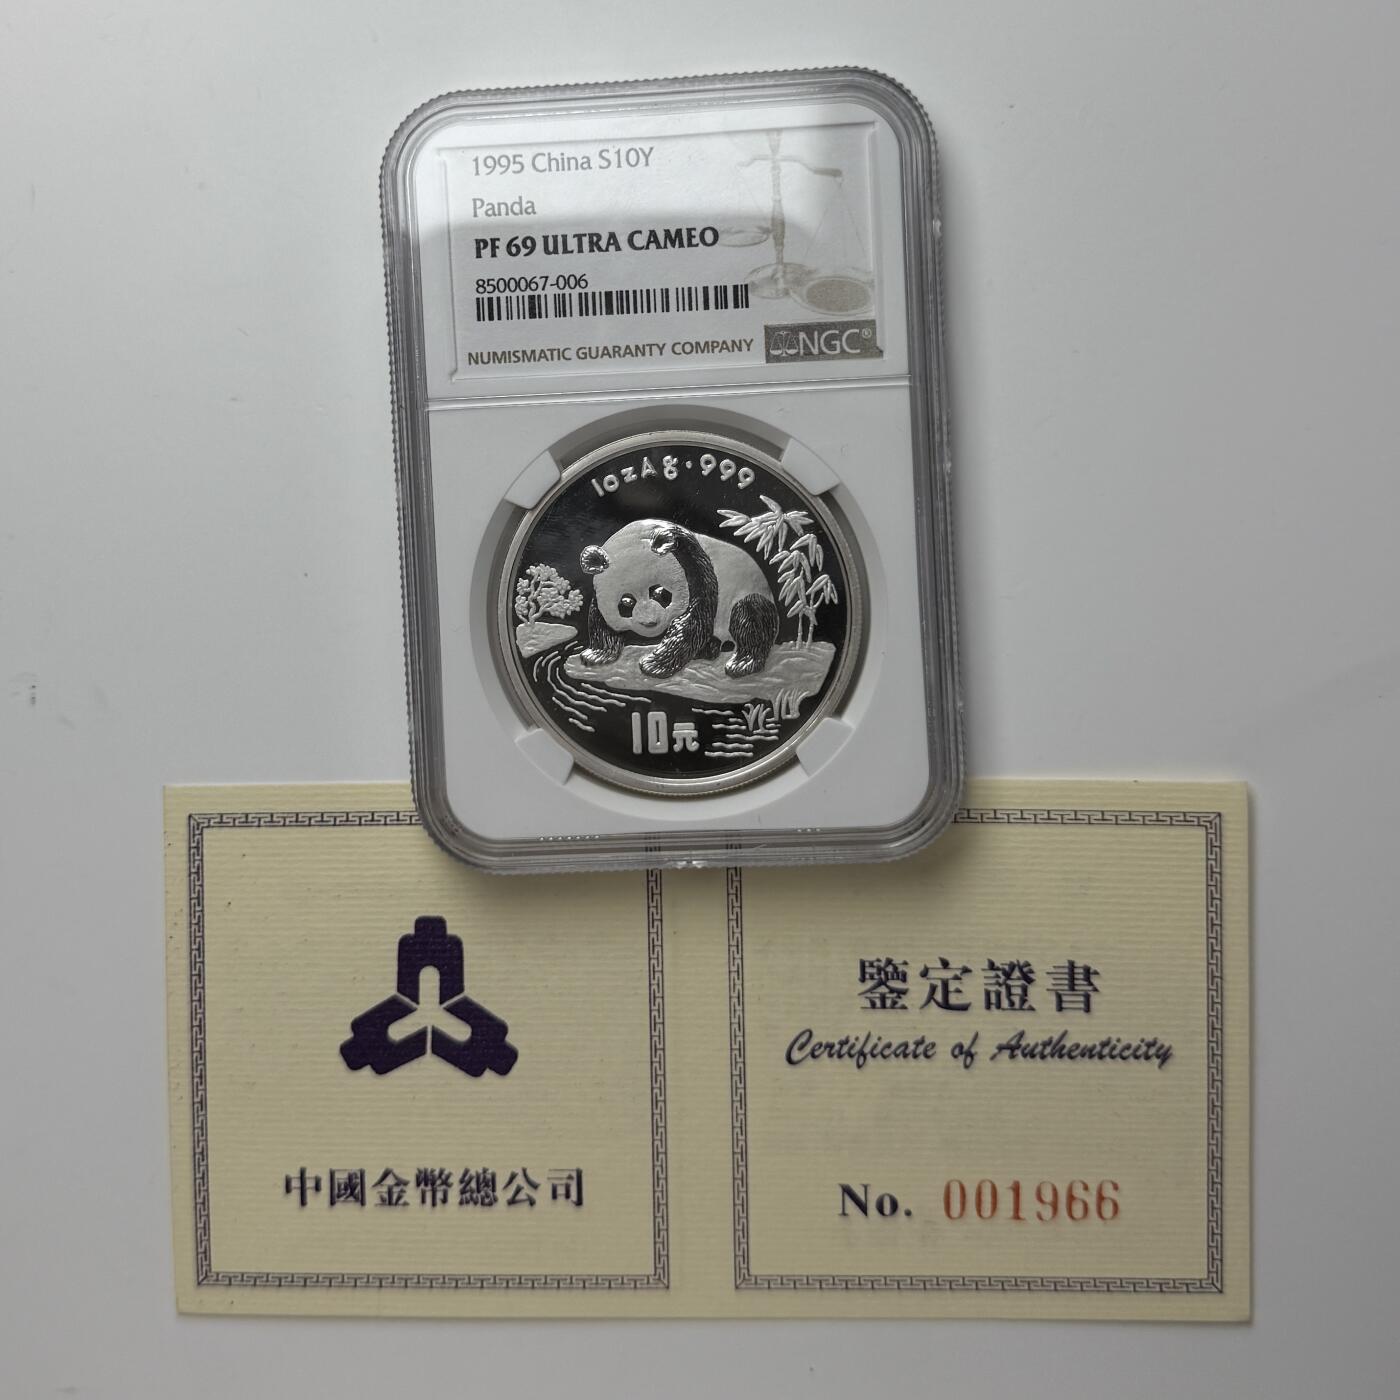 1995 China S10Y
Panda
PF 69 ULTRA CAMEO
8500067-006
NUMISMATIC GUARANTY COMPANY
NGC®
1ozAg·999
10元
中國金幣總公司
鑒定證書
Certificate of Authenticity
No. 001966